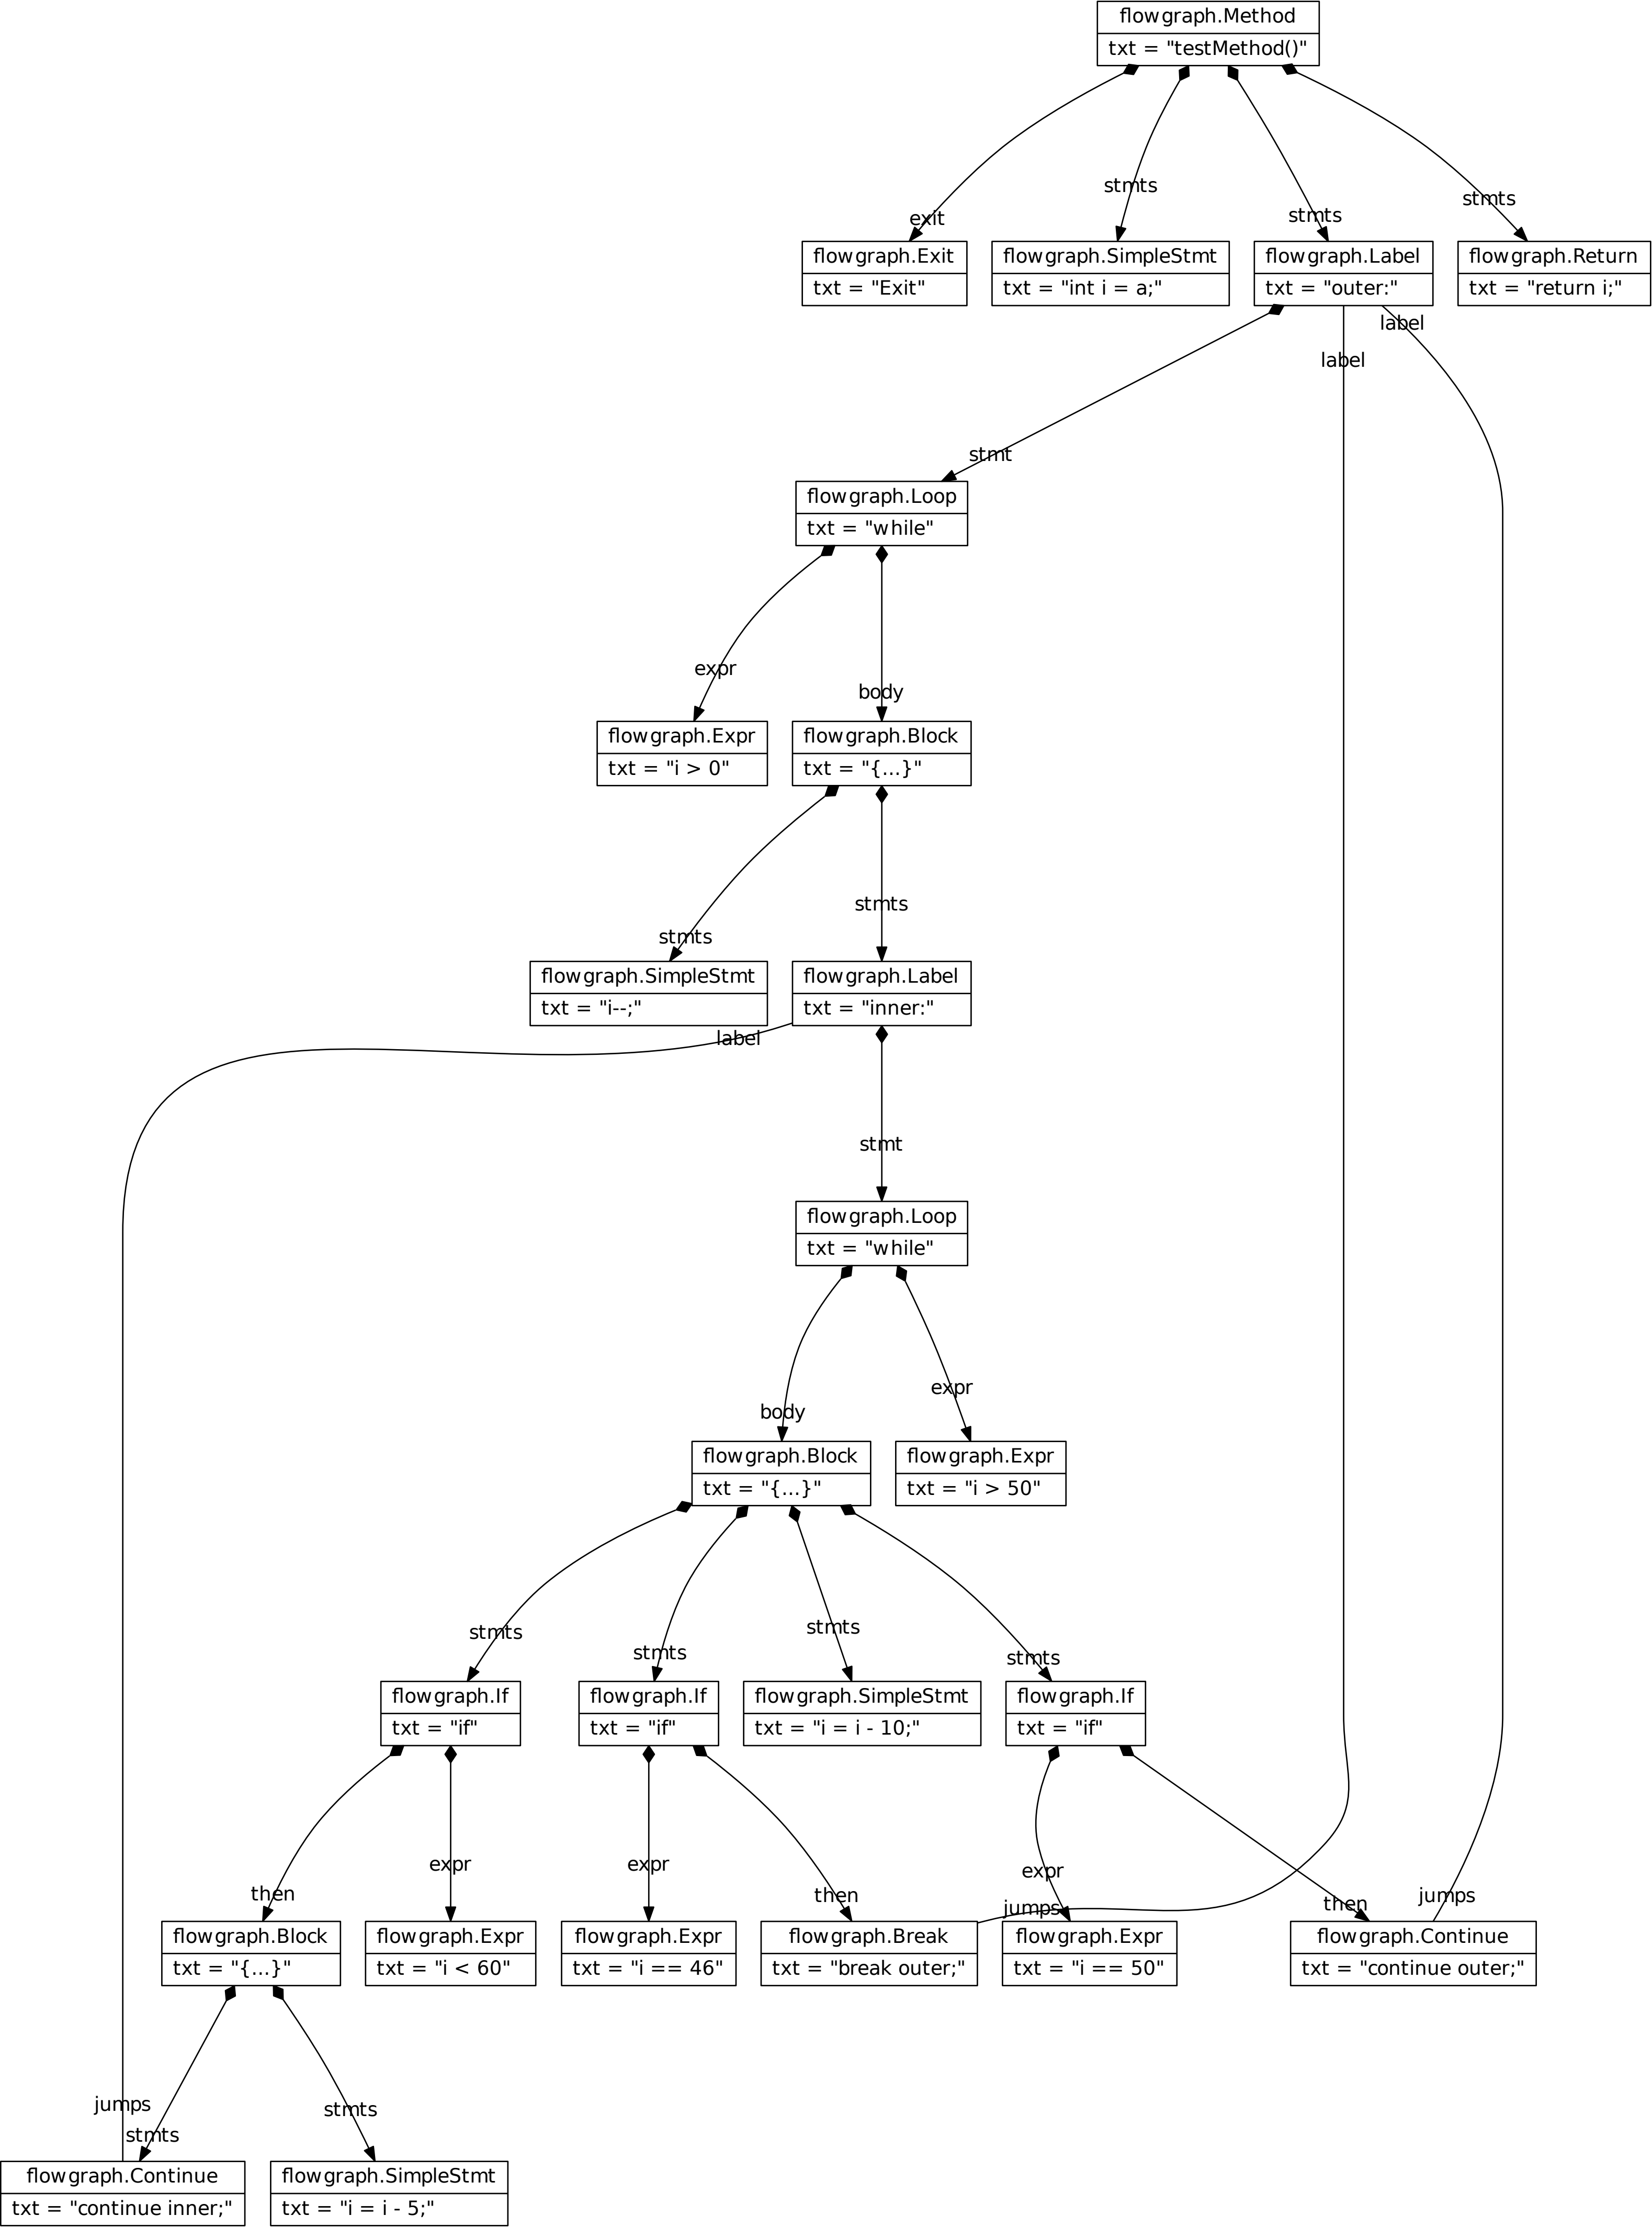 flowgraph.Method
txt = "testMethod()"
stmts
stmts
stmts
exit
flowgraph.Exit
txt = "Exit"
flowgraph.SimpleStmt
txt = "int i = a;"
flowgraph.Label
txt = "outer:"
flowgraph.Return
txt = "return i;"
label
label
stmt
flowgraph.Loop
txt = "while"
expr
body
flowgraph.Expr
txt = "i > 0"
flowgraph.Block
txt = "{...}"
stmts
stmts
flowgraph.SimpleStmt
txt = "i--;"
flowgraph.Label
txt = "inner:"
label
stmt
flowgraph.Loop
txt = "while"
expr
body
flowgraph.Block
txt = "{...}"
flowgraph.Expr
txt = "i > 50"
stmts
stmts
stmts
stmts
flowgraph.If
txt = "if"
flowgraph.If
txt = "if"
flowgraph.SimpleStmt
txt = "i = i - 10;"
flowgraph.If
txt = "if"
then
expr
expr
then
expr
jumps
then
jumps
flowgraph.Block
txt = "{...}"
flowgraph.Expr
txt = "i < 60"
flowgraph.Expr
txt = "i == 46"
flowgraph.Break
txt = "break outer;"
flowgraph.Expr
txt = "i == 50"
flowgraph.Continue
txt = "continue outer;"
jumps
stmts
stmts
flowgraph.Continue
txt = "continue inner;"
flowgraph.SimpleStmt
txt = "i = i - 5;"